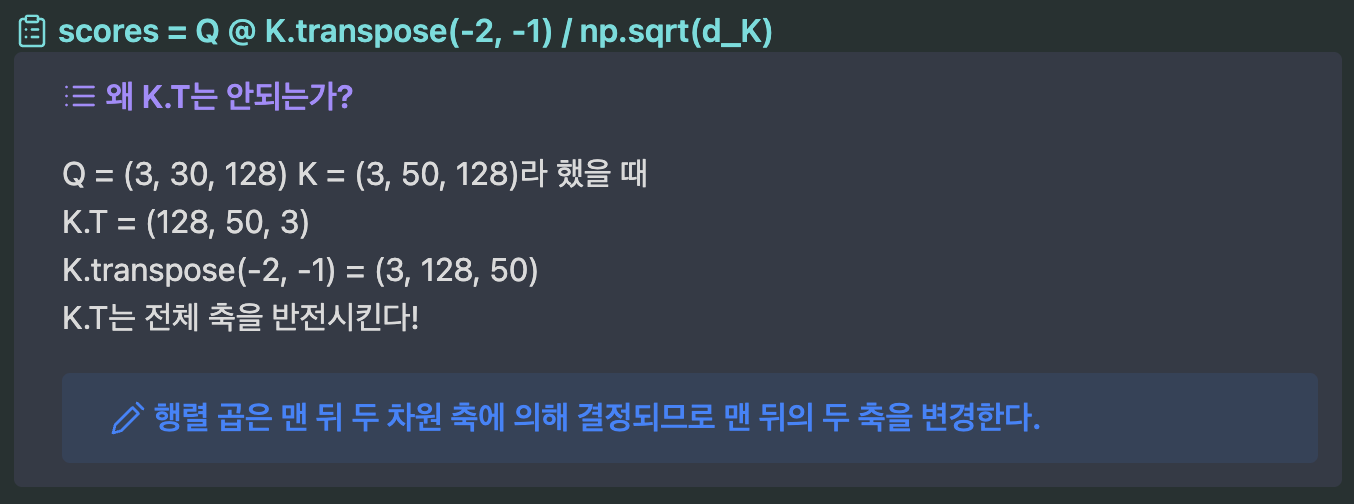 scores = Q @ K.transpose(-2, -1) / np.sqrt(d_K)
왜 K.T는 안되는가?
Q = (3, 30, 128) K = (3, 50, 128)라 했을 때
K.T = (128, 50, 3)
K.transpose(-2, -1) = (3, 128, 50)
K.T는 전체 축을 반전시킨다!
행렬 곱은 맨 뒤 두 차원 축에 의해 결정되므로 맨 뒤의 두 축을 변경한다.